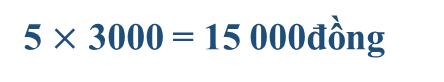 5 × 3000 = 15 000đồng